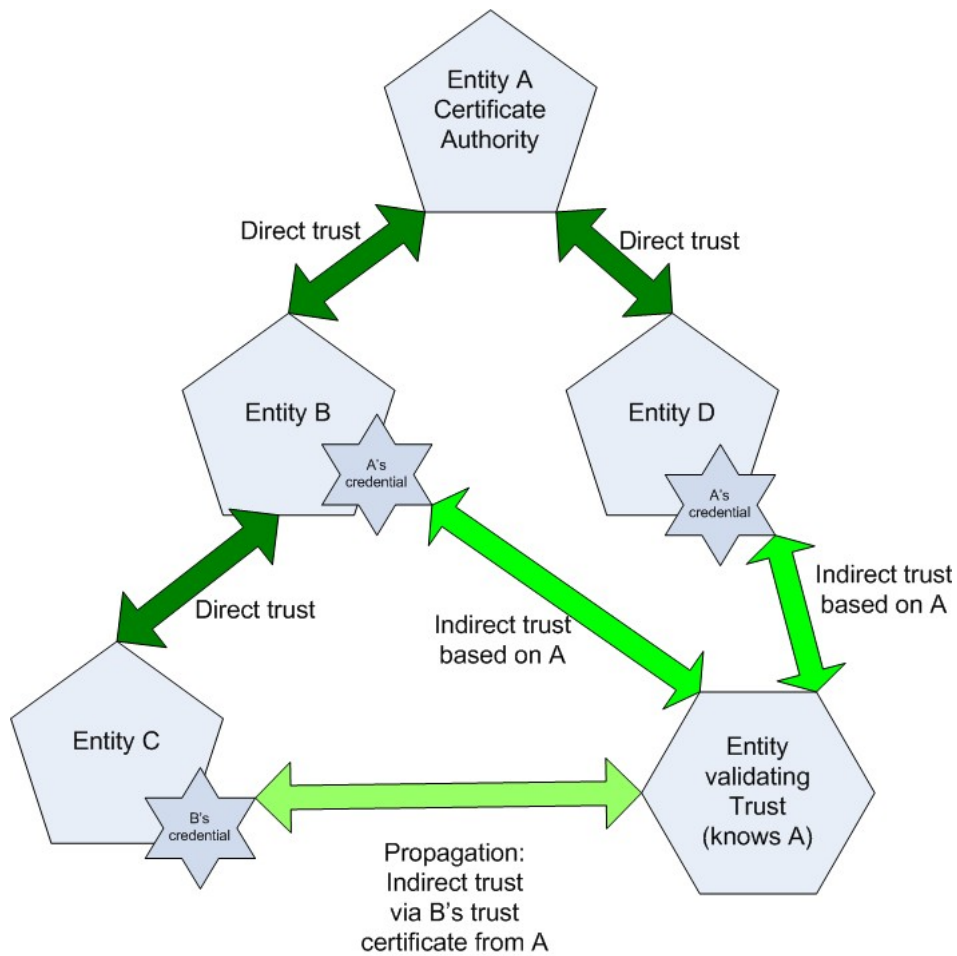 Entity A
Certificate
Authority
Direct trust
Direct trust
Entity B
Entity D
A's
credential
A's
credential
Direct trust
Indirect trust
based on A
Indirect trust
based on A
Entity C
B's
credential
Entity
validating
Trust
(knows A)
Propagation:
Indirect trust
via B's trust
certificate from A